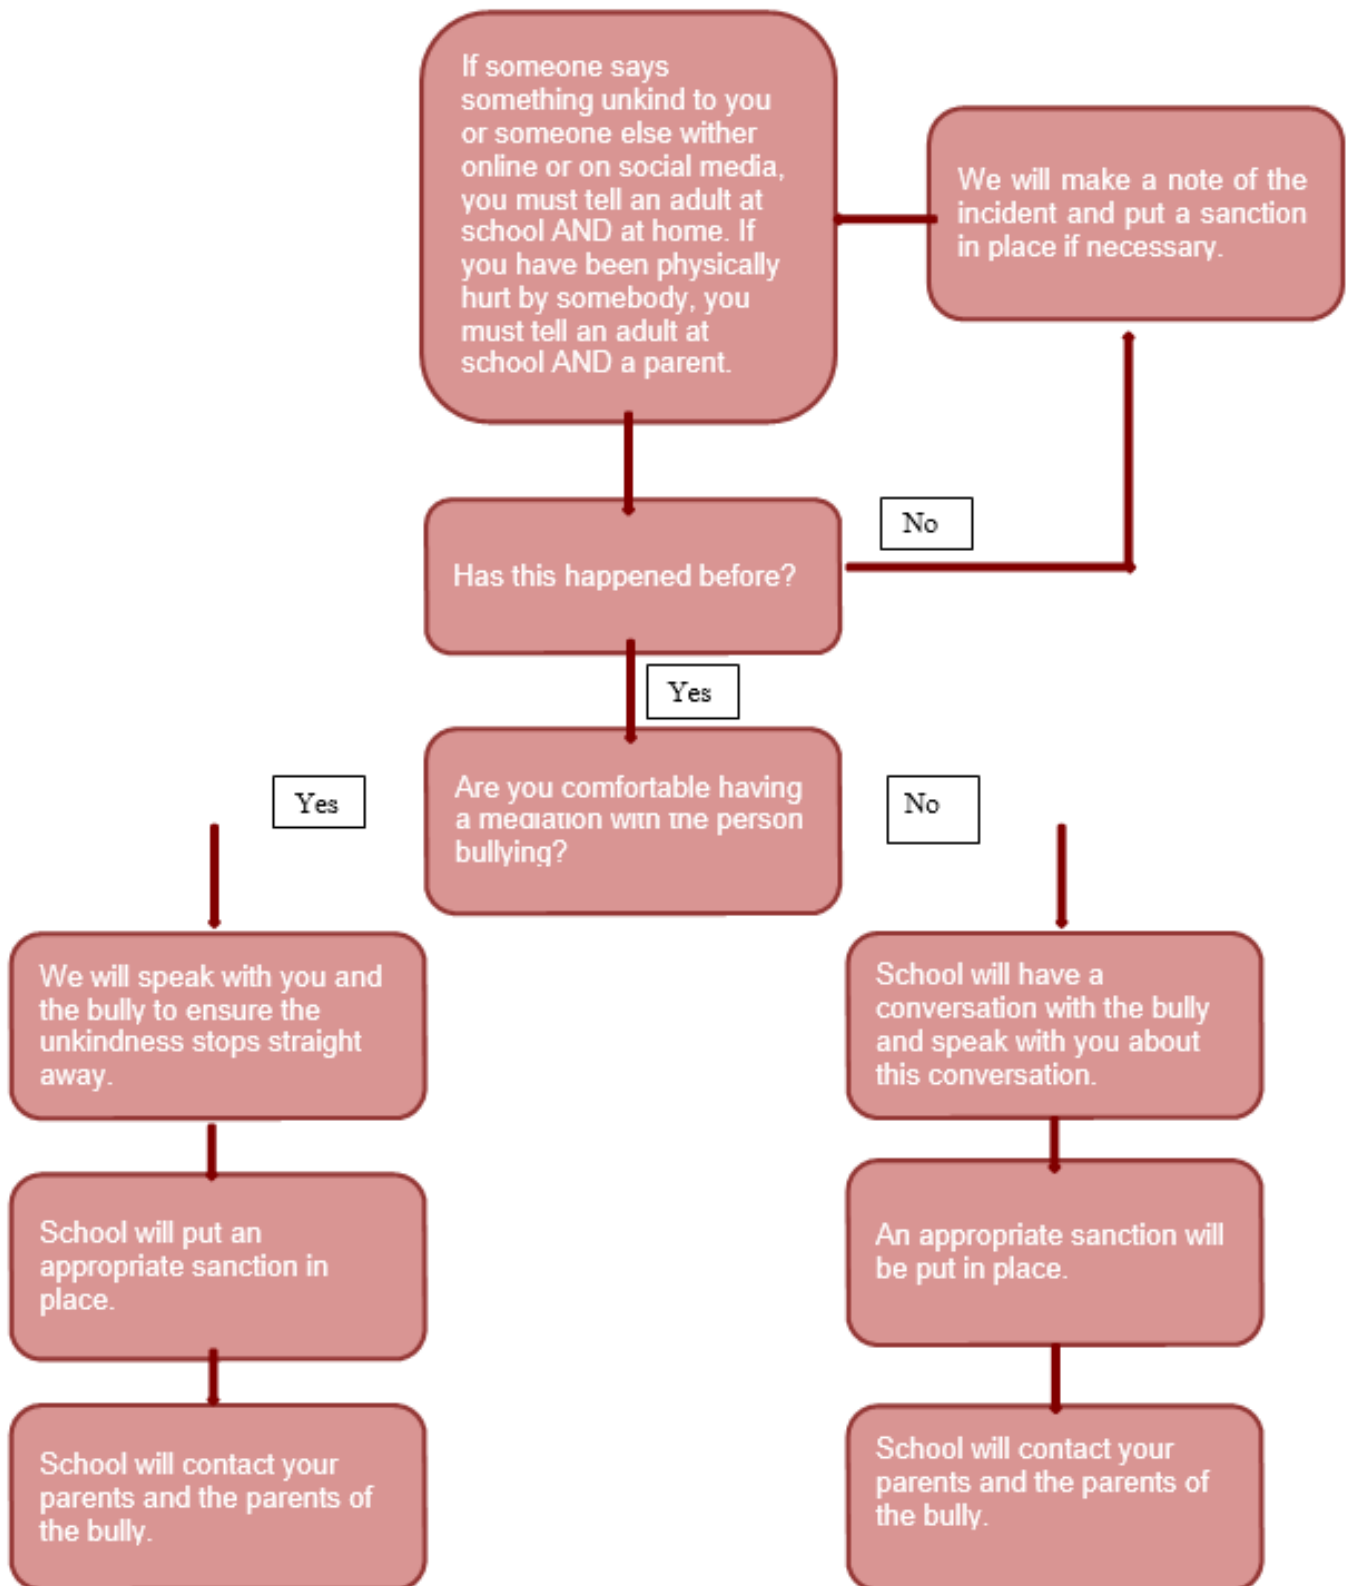 If someone says
something unkind to you
or someone else wither
online or on social media,
you must tell an adult at
school AND at home. If
you have been physically
hurt by somebody, you
must tell an adult at
school AND a parent.
We will make a note of the
incident and put a sanction
in place if necessary.
Has this happened before?
No
Yes
Are you comfortable having
a mediation with the person
bullying?
Yes
No
We will speak with you and
the bully to ensure the
unkindness stops straight
away.
School will put an
appropriate sanction in
place.
School will contact your
parents and the parents of
the bully.
School will have a
conversation with the bully
and speak with you about
this conversation.
An appropriate sanction will
be put in place.
School will contact your
parents and the parents of
the bully.